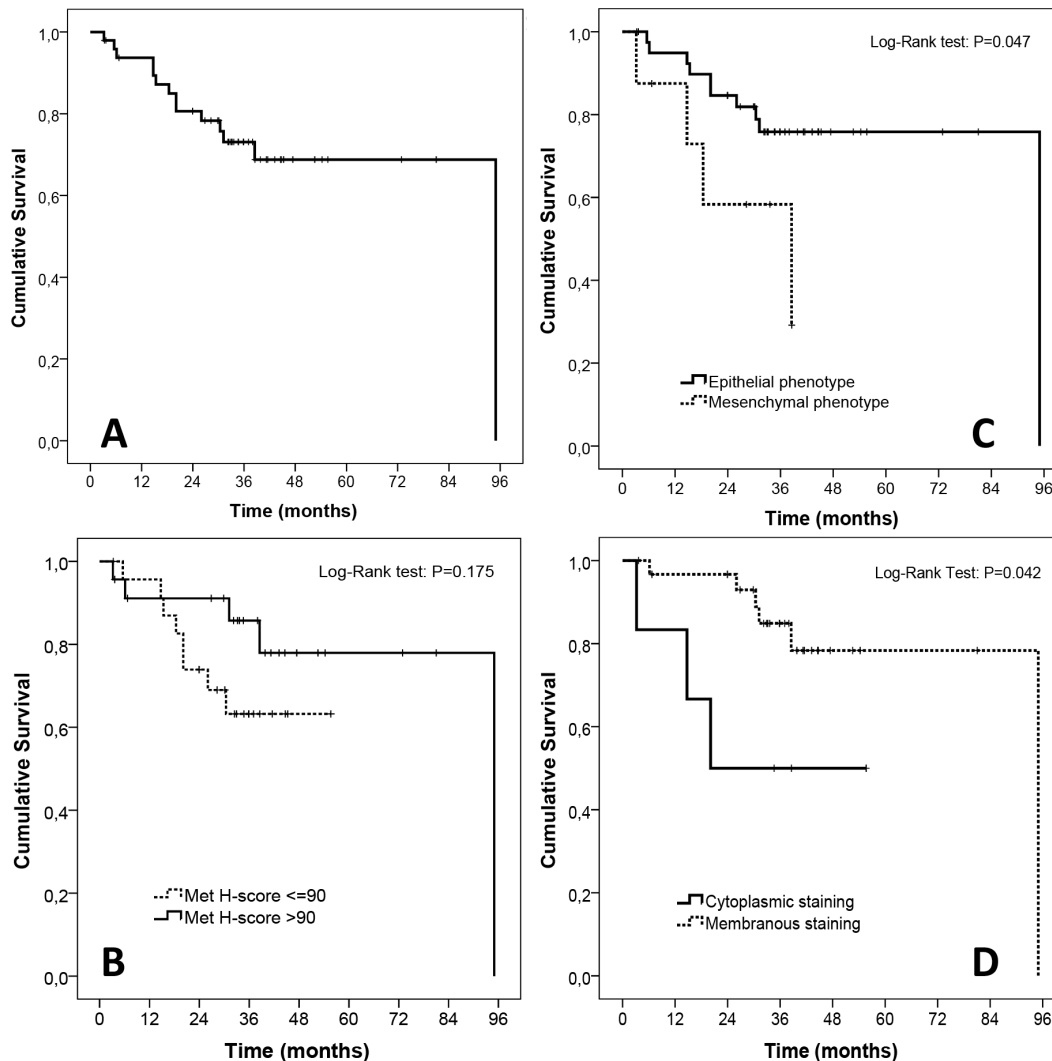 Cumulative Survival
1,0
0,8
0,6
0,4
0,2
0,0
A
0 12 24 36 48 60 72 84 96
Time (months)
Cumulative Survival
1,0
0,8
0,6
0,4
0,2
0,0
Log-Rank test: P=0.047
Epithelial phenotype
Mesenchymal phenotype
C
0 12 24 36 48 60 72 84 96
Time (months)
Cumulative Survival
1,0
0,8
0,6
0,4
0,2
0,0
Log-Rank test: P=0.175
Met H-score <=90
Met H-score >90
B
0 12 24 36 48 60 72 84 96
Time (months)
Cumulative Survival
1,0
0,8
0,6
0,4
0,2
0,0
Log-Rank Test: P=0.042
Cytoplasmic staining
Membranous staining
D
0 12 24 36 48 60 72 84 96
Time (months)